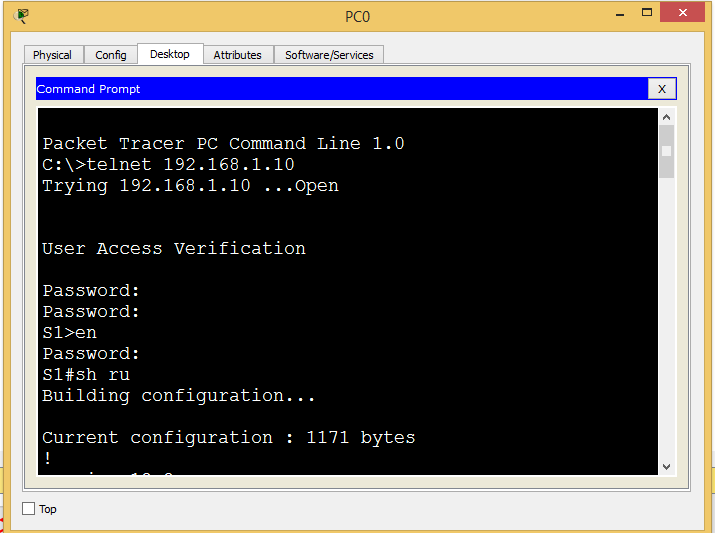 PC0
Physical Config Desktop Attributes Software/Services
Command Prompt X
Packet Tracer PC Command Line 1.0
C:\>telnet 192.168.1.10
Trying 192.168.1.10 ...Open
User Access Verification
Password:
Password:
S1>en
Password:
S1#sh ru
Building configuration...
Current configuration : 1171 bytes
!
Top